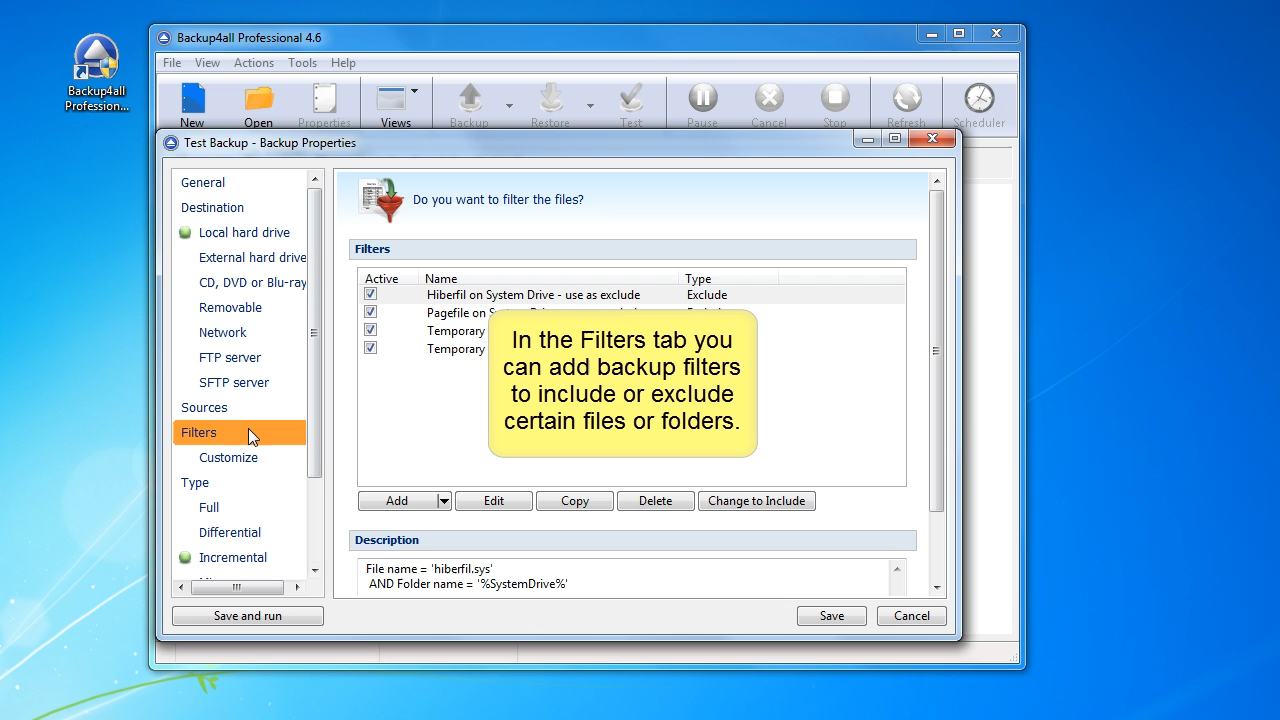 Backup4all
Profession...
Backup4all Professional 4.6
File View Actions Tools Help
New Open Properties Views Backup Restore Test Pause Cancel Stop Refresh Scheduler
Test Backup - Backup Properties
General
Destination
Local hard drive
External hard drive
CD, DVD or Blu-ray
Removable
Network
FTP server
SFTP server
Sources
Filters
Customize
Type
Full
Differential
Incremental
Save and run
Do you want to filter the files?
Filters
Active Name Type
Hiberfil on System Drive - use as exclude Exclude
Pagefile on
Temporary
Temporary
In the Filters tab you
can add backup filters
to include or exclude
certain files or folders.
Add Edit Copy Delete Change to Include
Description
File name = 'hiberfil.sys'
AND Folder name = '%SystemDrive%'
Save Cancel